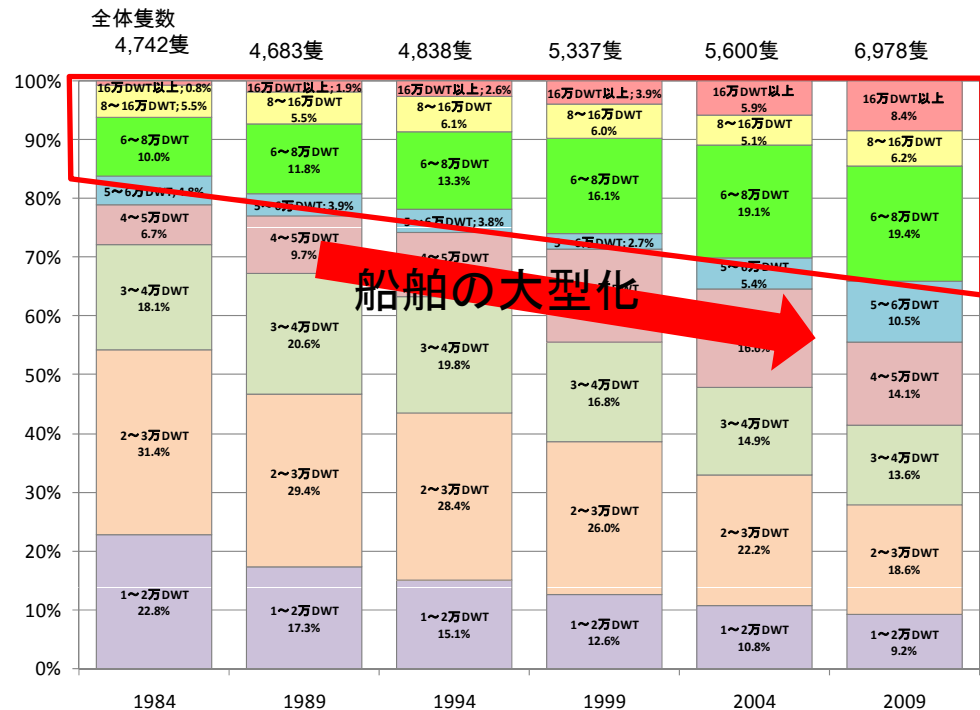 全体隻数
4,742隻
4,683隻
4,838隻
5,337隻
5,600隻
6,978隻
100%
90%
80%
70%
60%
50%
40%
30%
20%
10%
0%
16万DWT以上; 0.8%
8～16万DWT; 5.5%
6～8万DWT
10.0%
5～6万DWT; 4.8%
4～5万DWT
6.7%
3～4万DWT
18.1%
2～3万DWT
31.4%
1～2万DWT
22.8%
16万DWT以上; 1.9%
8～16万DWT
5.5%
6～8万DWT
11.8%
5～6万DWT; 3.9%
4～5万DWT
9.7%
3～4万DWT
20.6%
2～3万DWT
29.4%
1～2万DWT
17.3%
16万DWT以上; 2.6%
8～16万DWT
6.1%
6～8万DWT
13.3%
5～6万DWT; 3.8%
4～5万DWT
3～4万DWT
19.8%
2～3万DWT
28.4%
1～2万DWT
15.1%
16万DWT以上; 3.9%
8～16万DWT
6.0%
6～8万DWT
16.1%
5～6万DWT; 2.7%
3～4万DWT
16.8%
2～3万DWT
26.0%
1～2万DWT
12.6%
16万DWT以上
5.9%
8～16万DWT
5.1%
6～8万DWT
19.1%
5～6万DWT
5.4%
3～4万DWT
14.9%
2～3万DWT
22.2%
1～2万DWT
10.8%
16万DWT以上
8.4%
8～16万DWT
6.2%
6～8万DWT
19.4%
5～6万DWT
10.5%
4～5万DWT
14.1%
3～4万DWT
13.6%
2～3万DWT
18.6%
1～2万DWT
9.2%
船舶の大型化
1984
1989
1994
1999
2004
2009